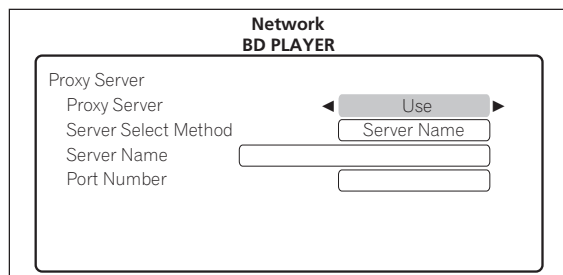 Network
BD PLAYER
Proxy Server
Proxy Server ◄ Use ►
Server Select Method Server Name
Server Name
Port Number